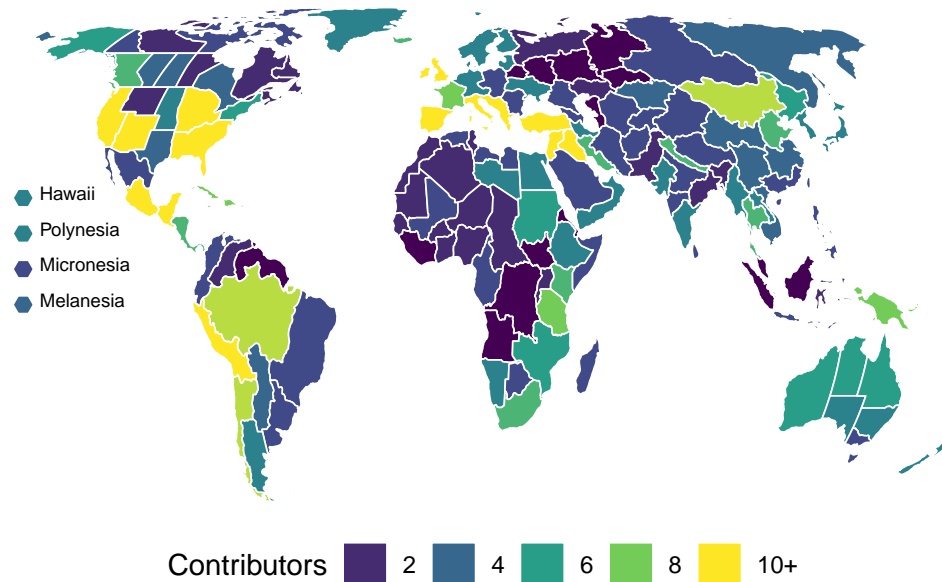 Hawaii
Polynesia
Micronesia
Melanesia
Contributors 2 4 6 8 10+